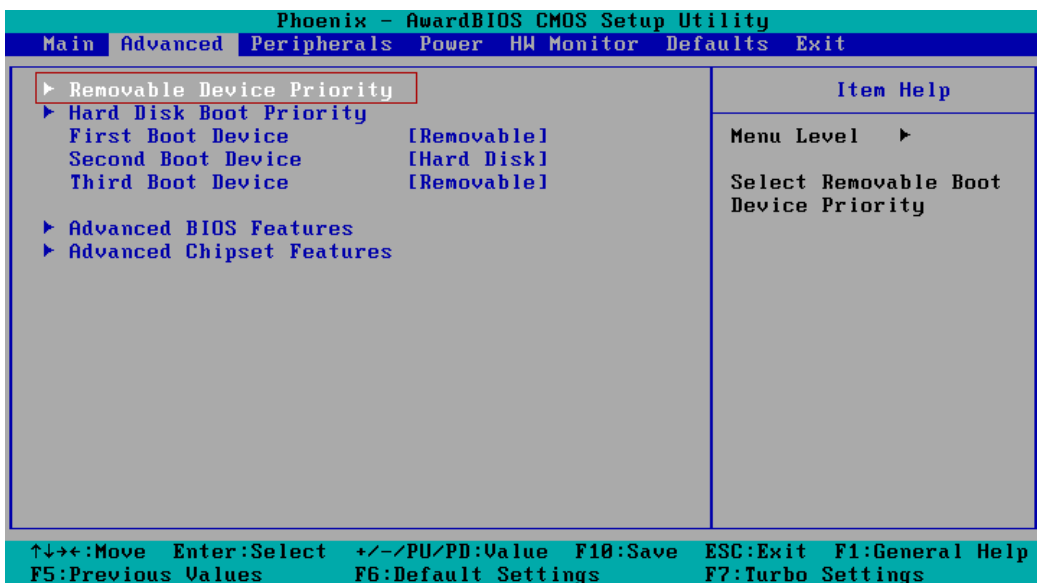 Phoenix - AwardBIOS CMOS Setup Utility
Main Advanced Peripherals Power HW Monitor Defaults Exit
▶ Removable Device Priority
▶ Hard Disk Boot Priority
First Boot Device [Removable]
Second Boot Device [Hard Disk]
Third Boot Device [Removable]
▶ Advanced BIOS Features
▶ Advanced Chipset Features
Item Help
Menu Level ▶
Select Removable Boot
Device Priority
↑↓→←:Move Enter:Select +/-/PU/PD:Value F10:Save ESC:Exit F1:General Help
F5:Previous Values F6:Default Settings F7:Turbo Settings